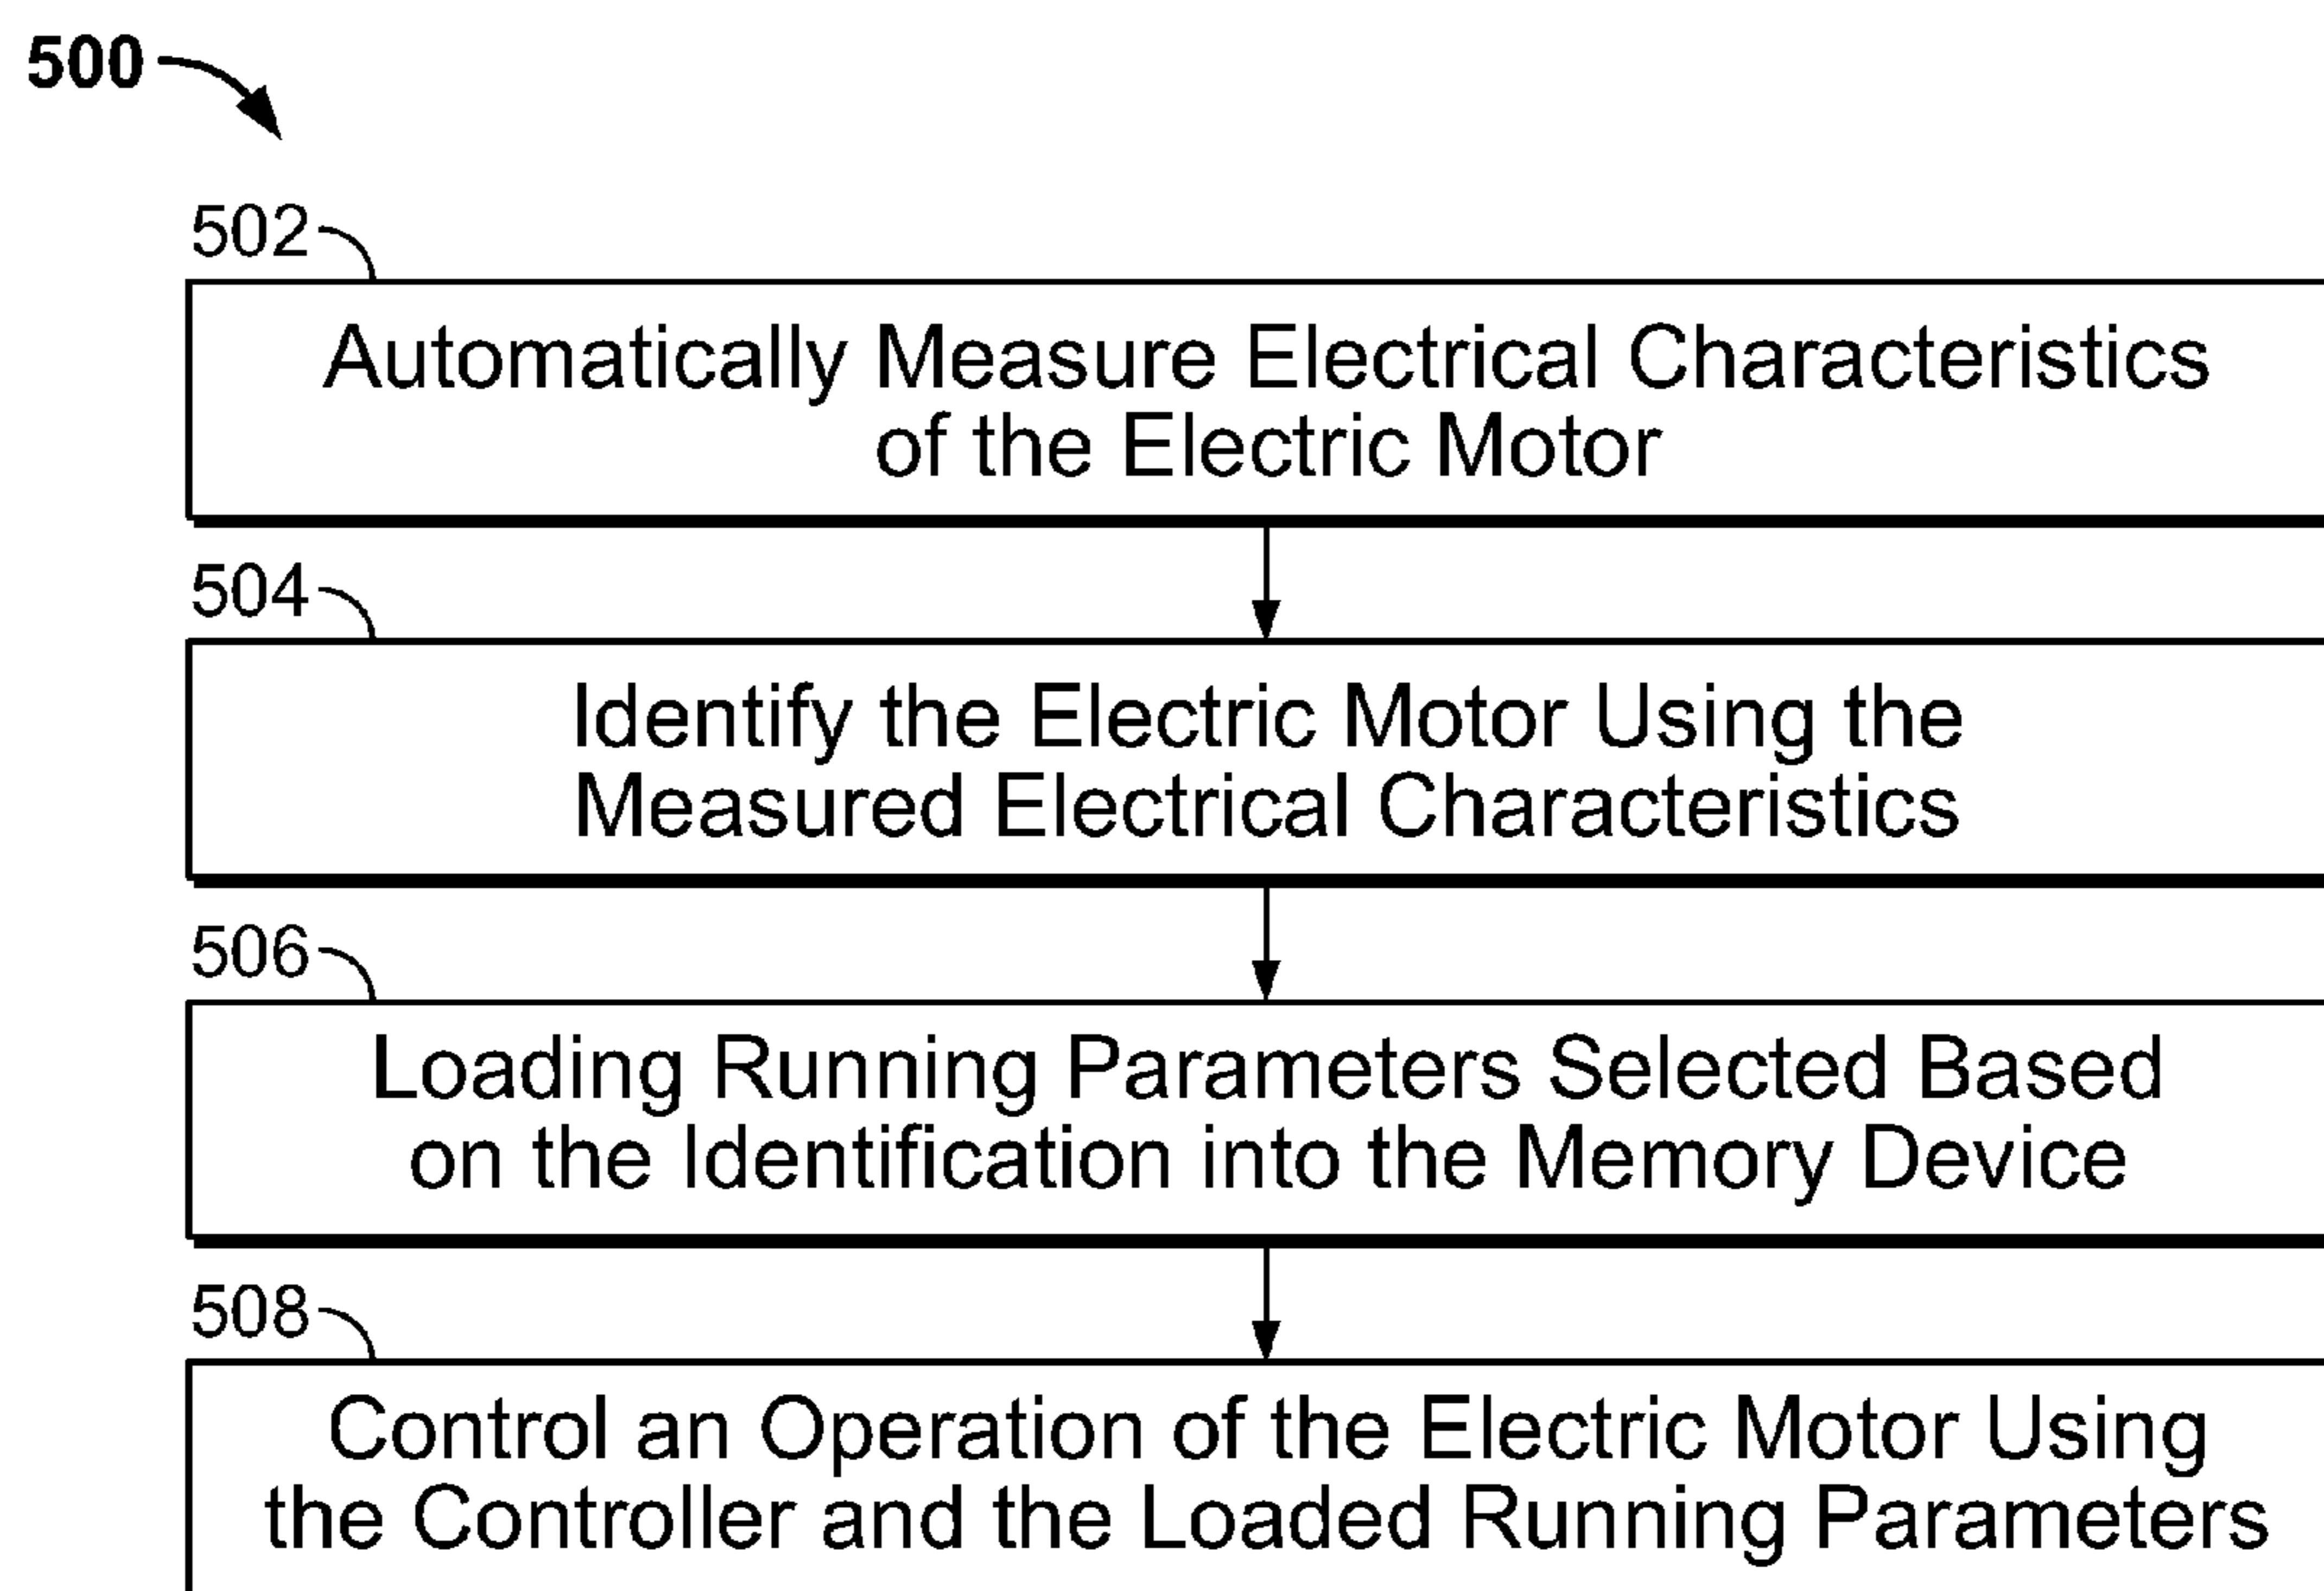 500
502
Automatically Measure Electrical Characteristics
of the Electric Motor
504
Identify the Electric Motor Using the
Measured Electrical Characteristics
506
Loading Running Parameters Selected Based
on the Identification into the Memory Device
508
Control an Operation of the Electric Motor Using
the Controller and the Loaded Running Parameters